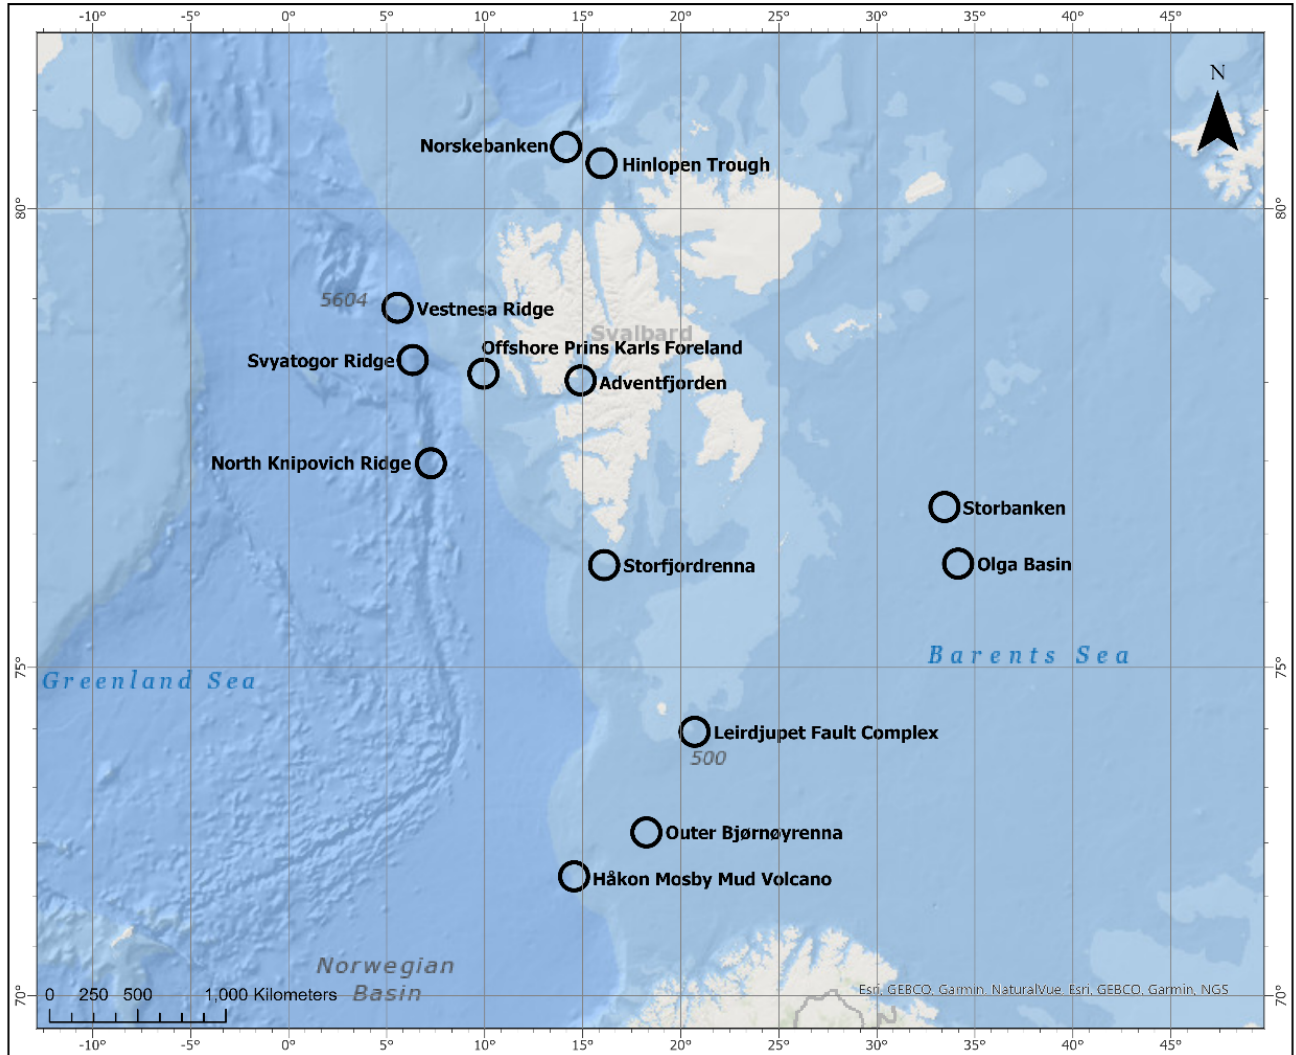 -10° -5° 0° 5° 10° 15° 20° 25° 30° 35° 40° 45°
N
Norskebanken
Hinlopen Trough
80° 80°
5604
Vestnesa Ridge
Svalbard
Offshore Prins Karls Foreland
Svyatogor Ridge
Adventfjorden
North Knipovich Ridge
Storbanken
Storfjordrenna
Olga Basin
Barents Sea
75° 75°
Greenland Sea
Leirdjupet Fault Complex
500
Outer Bjørnøyrenna
Håkon Mosby Mud Volcano
Norwegian
Basin
0 250 500 1,000 Kilometers
Esri, GEBCO, Garmin, NaturalVue, Esri, GEBCO, Garmin, NGS
70° 70°
-10° -5° 0° 5° 10° 15° 20° 25° 30° 35° 40° 45°